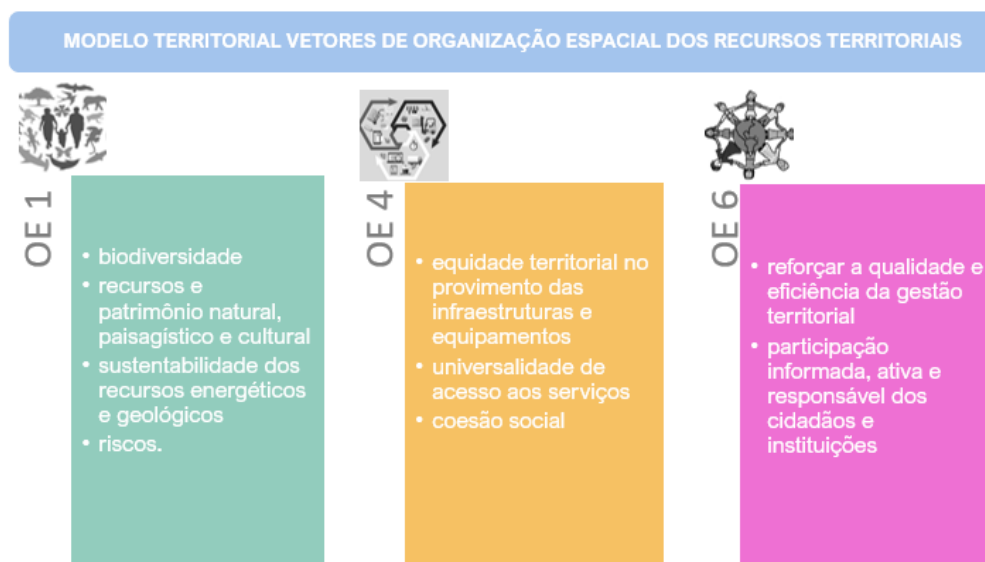 MODELO TERRITORIAL VETORES DE ORGANIZAÇÃO ESPACIAL DOS RECURSOS TERRITORIAIS
OE 1
• biodiversidade
• recursos e
patrimônio natural,
paisagístico e cultural
• sustentabilidade dos
recursos energéticos
e geológicos
• riscos.
OE 4
• equidade territorial no
provimento das
infraestruturas e
equipamentos
• universalidade de
acesso aos serviços
• coesão social
OE 6
• reforçar a qualidade e
eficiência da gestão
territorial
• participação
informada, ativa e
responsável dos
cidadãos e
instituições